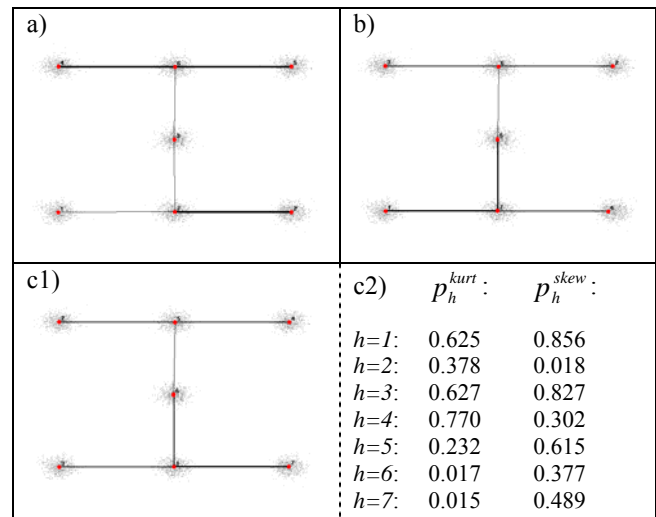 a)
b)
c1)
c2) p_h^{kurt}: p_h^{skew}:
h=1: 0.625 0.856
h=2: 0.378 0.018
h=3: 0.627 0.827
h=4: 0.770 0.302
h=5: 0.232 0.615
h=6: 0.017 0.377
h=7: 0.015 0.489